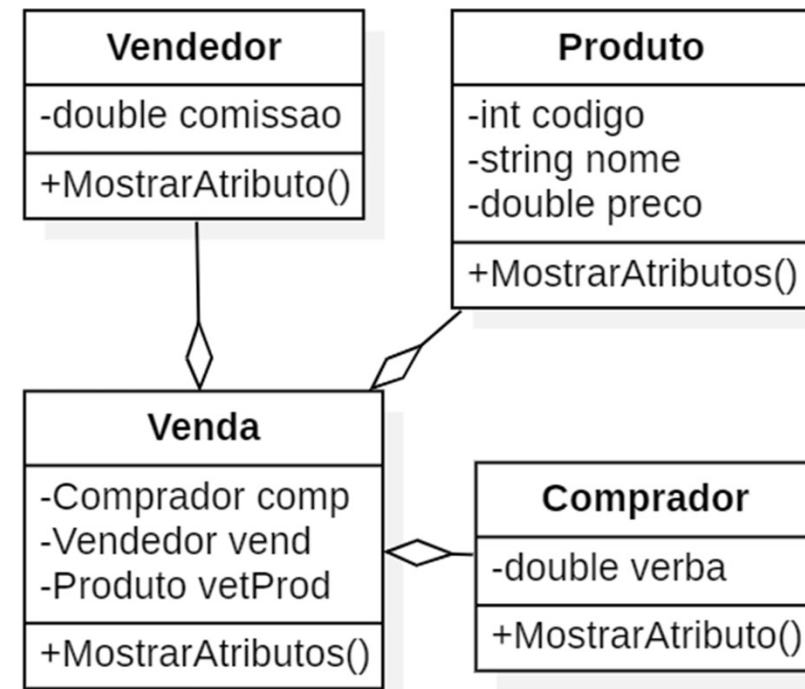 Vendedor
-double comissao
+MostrarAtributo()
Produto
-int codigo
-string nome
-double preco
+MostrarAtributos()
Venda
-Comprador comp
-Vendedor vend
-Produto vetProd
+MostrarAtributos()
Comprador
-double verba
+MostrarAtributo()